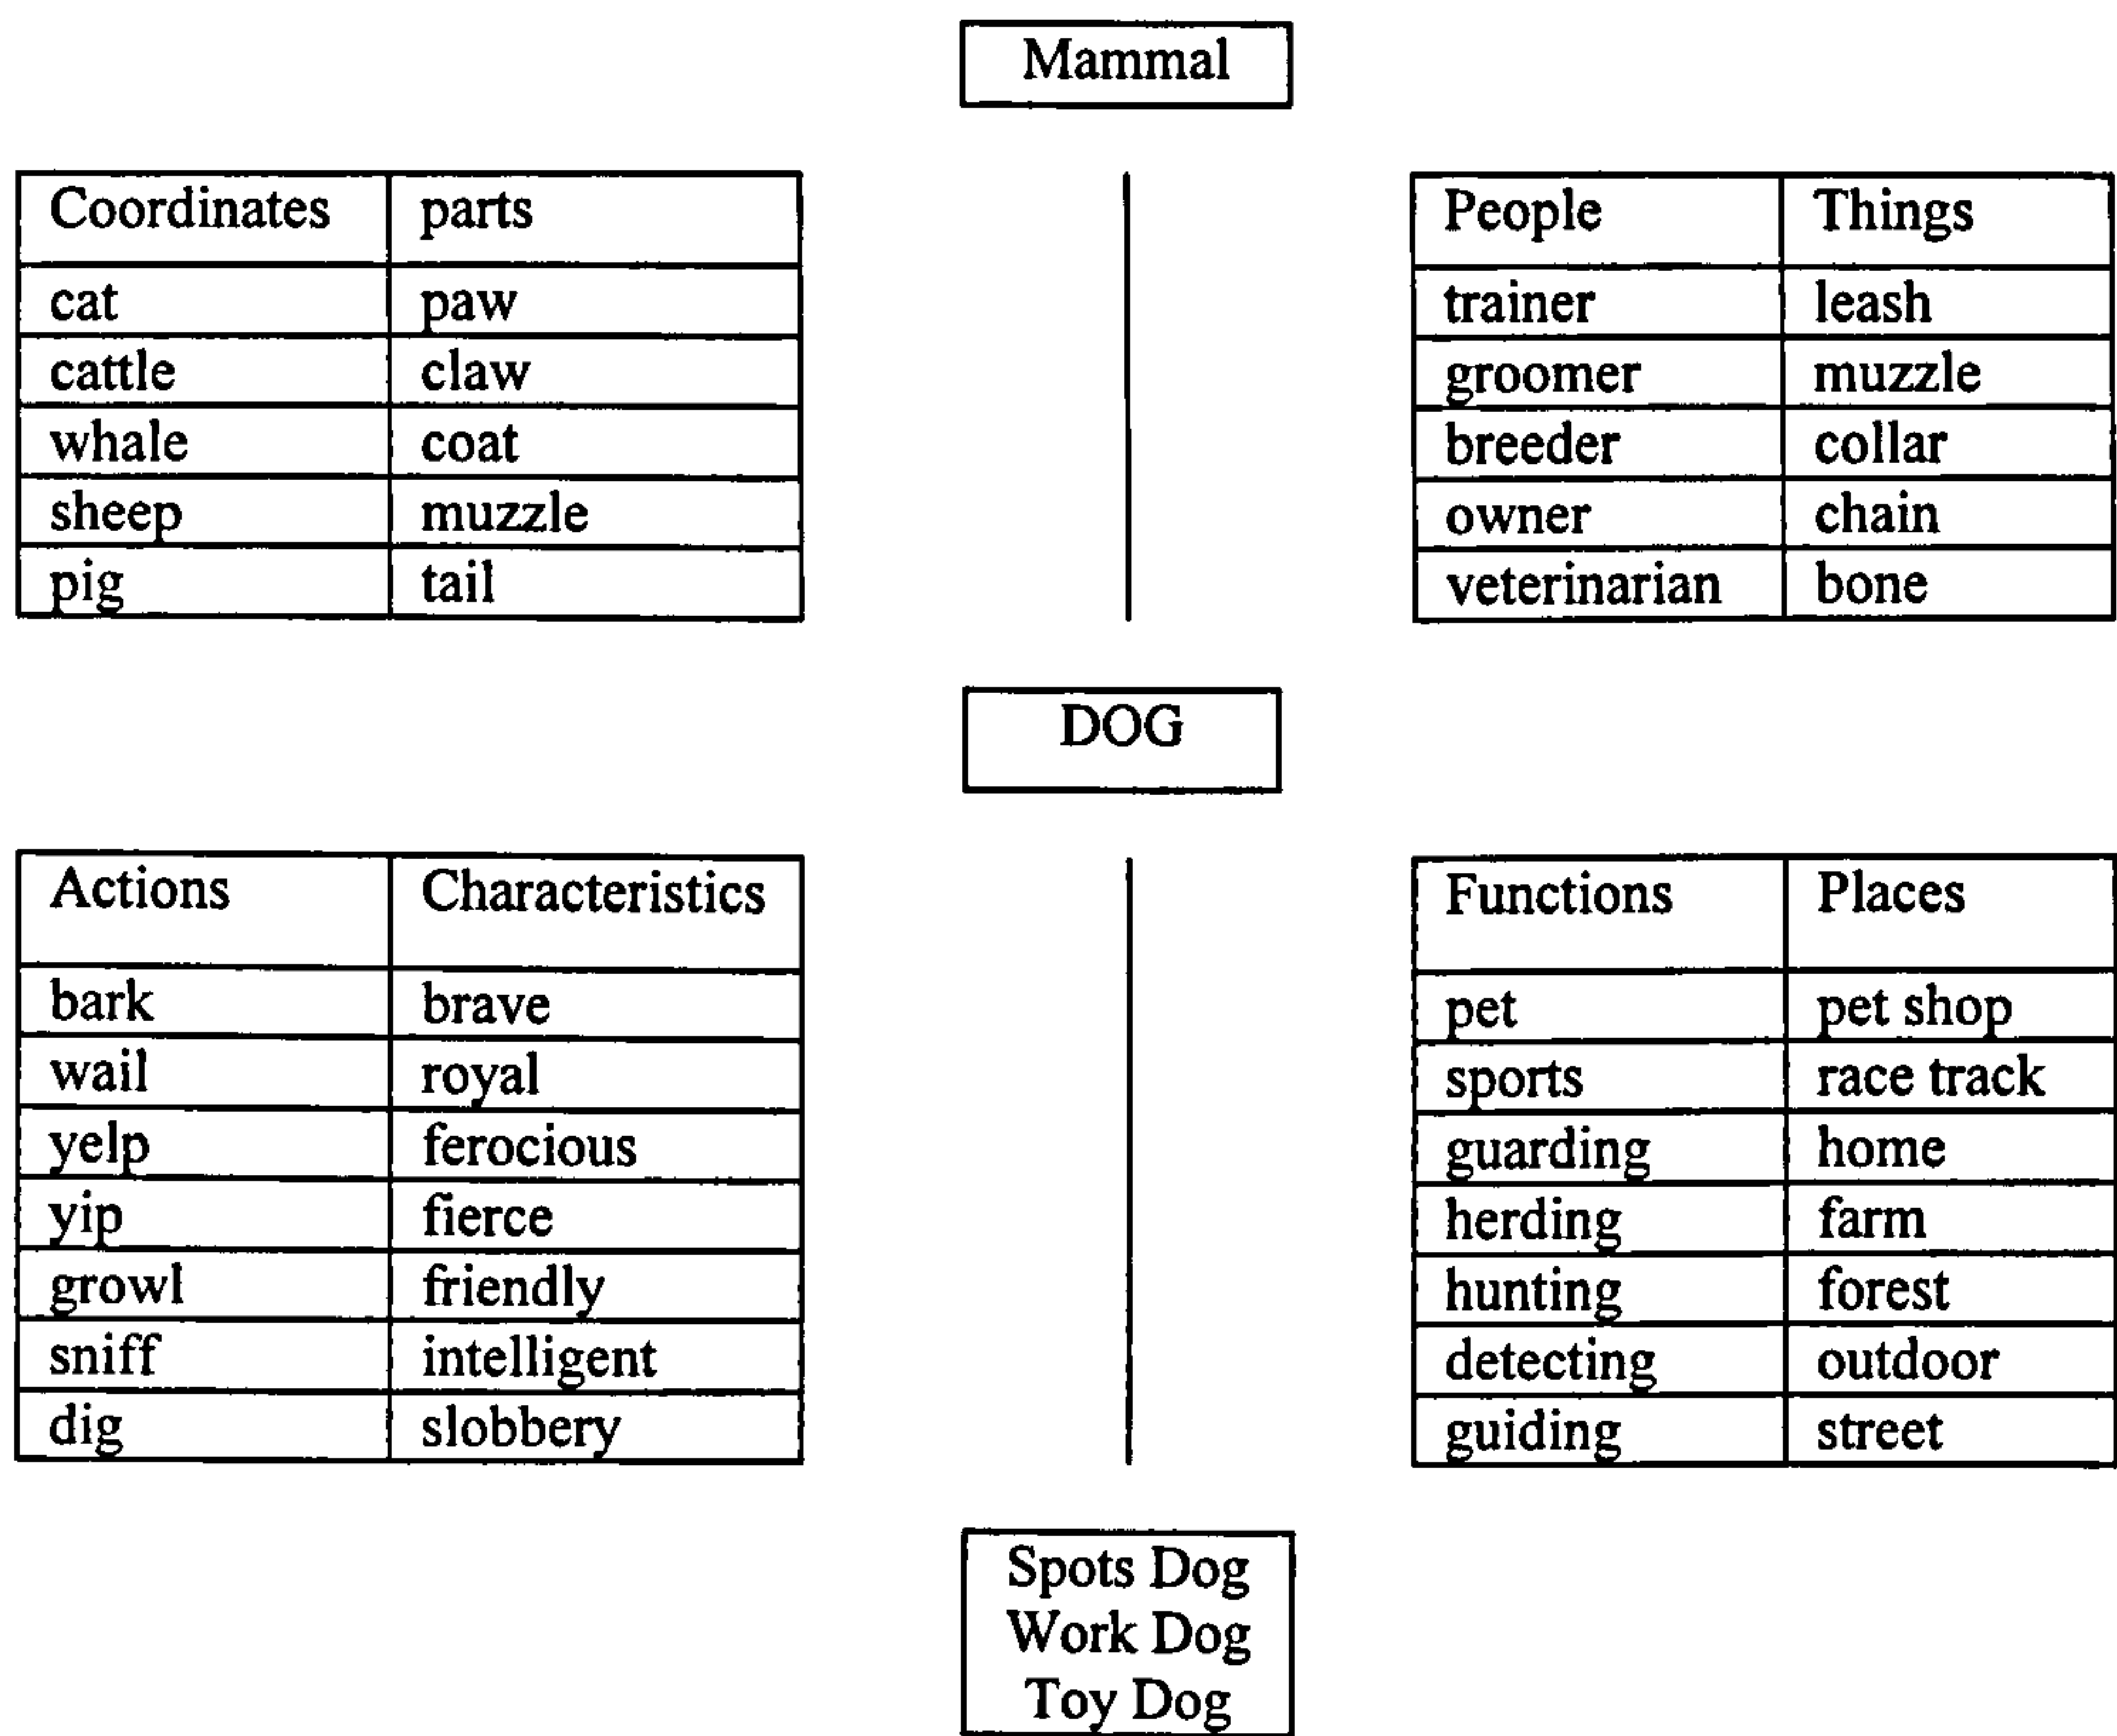 Mammal
Coordinates parts
cat paw
cattle claw
whale coat
sheep muzzle
pig tail
People Things
trainer leash
groomer muzzle
breeder collar
owner chain
veterinarian bone
DOG
Actions Characteristics
bark brave
wail royal
yelp ferocious
yip fierce
growl friendly
sniff intelligent
dig slobbery
Functions Places
pet pet shop
sports race track
guarding home
herding farm
hunting forest
detecting outdoor
guiding street
Spots Dog
Work Dog
Toy Dog